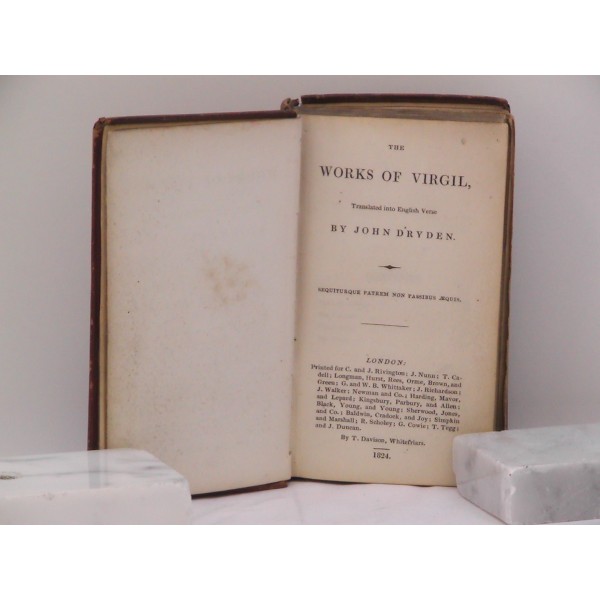 THE
WORKS OF VIRGIL,
Translated into English Verse
BY JOHN DRYDEN.
SEQUITURQUE PATREM NON PASSIBUS ÆQUIS.
LONDON:
Printed for C. and J. Rivington; J. Nunn; T. Ca-
dell; Longman, Hurst, Rees, Orme, Brown, and
Green; G. and W. B. Whittaker; J. Richardson;
J. Walker; Newman and Co.; Harding, Mavor,
and Lepard; Kingsbury, Parbury, and Allen;
Black, Young, and Young; Sherwood, Jones,
and Co.; Baldwin, Cradock, and Joy; Simpkin
and Marshall; R. Scholey; G. Cowie; T. Tegg;
and J. Duncan.
By T. Davison, Whitefriars.
1824.